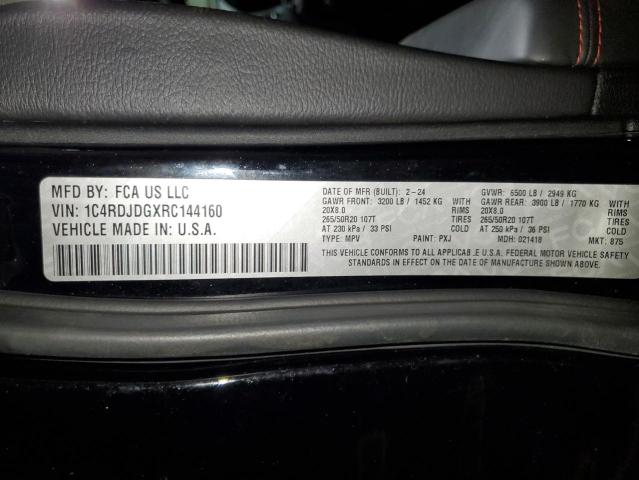 MFD BY: FCA US LLC
VIN: 1C4RDJDGXRC144160
VEHICLE MADE IN: U.S.A.
DATE OF MFR (BUILT): 2-24 GVWR: 6500 LB / 2949 KG
GAWR FRONT: 3200 LB / 1452 KG WITH GAWR REAR: 3900 LB / 1770 KG WITH
20X8.0 RIMS 20X8.0 RIMS
265/50R20 107T TIRES 265/50R20 107T TIRES
AT 230 kPa / 33 PSI COLD AT 250 kPa / 36 PSI COLD
TYPE: MPV PAINT: PXJ MDH: 021418 MKT: 875
THIS VEHICLE CONFORMS TO ALL APPLICABLE U.S.A. FEDERAL MOTOR VEHICLE SAFETY
AND THEFT PREVENTION STANDARDS IN EFFECT ON THE DATE OF MANUFACTURE SHOWN ABOVE.